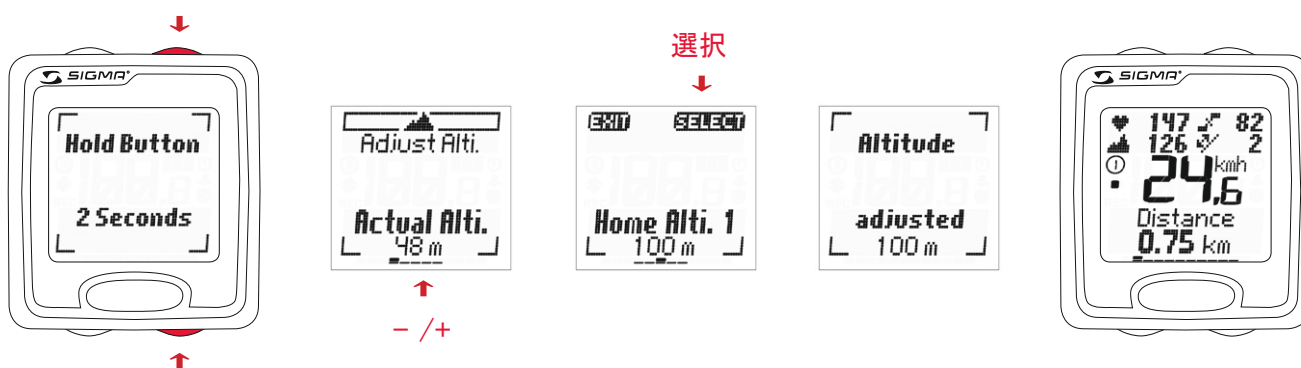 SIGMA
Hold Button
2 Seconds
Adjust Alti.
Actual Alti.
48 m
- /+
選択
EXIT SELECT
Home Alti. 1
100 m
Altitude
adjusted
100 m
SIGMA
147 82
126 2
24,6 kmh
Distance
0.75 km